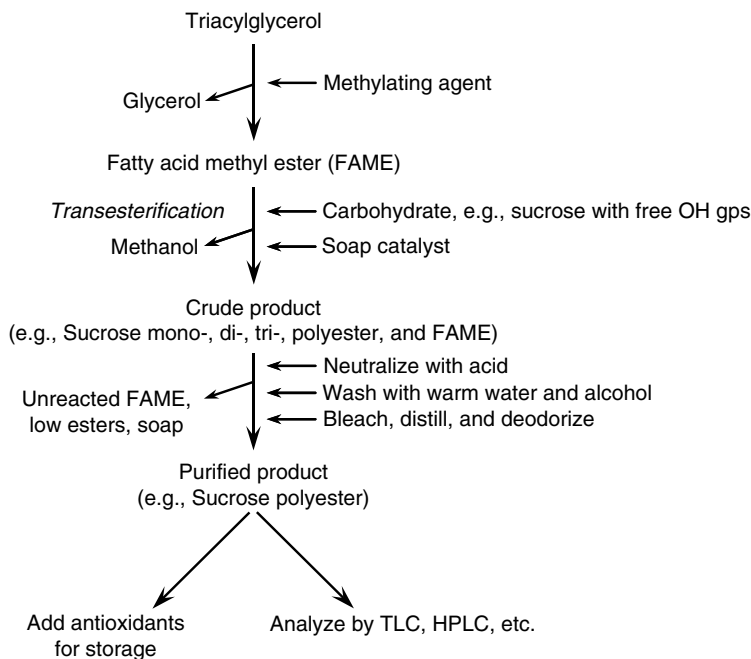 Triacylglycerol
Methylating agent
Glycerol
Fatty acid methyl ester (FAME)
Transesterification
Carbohydrate, e.g., sucrose with free OH gps
Methanol
Soap catalyst
Crude product
(e.g., Sucrose mono-, di-, tri-, polyester, and FAME)
Neutralize with acid
Unreacted FAME,
low esters, soap
Wash with warm water and alcohol
Bleach, distill, and deodorize
Purified product
(e.g., Sucrose polyester)
Add antioxidants
for storage
Analyze by TLC, HPLC, etc.